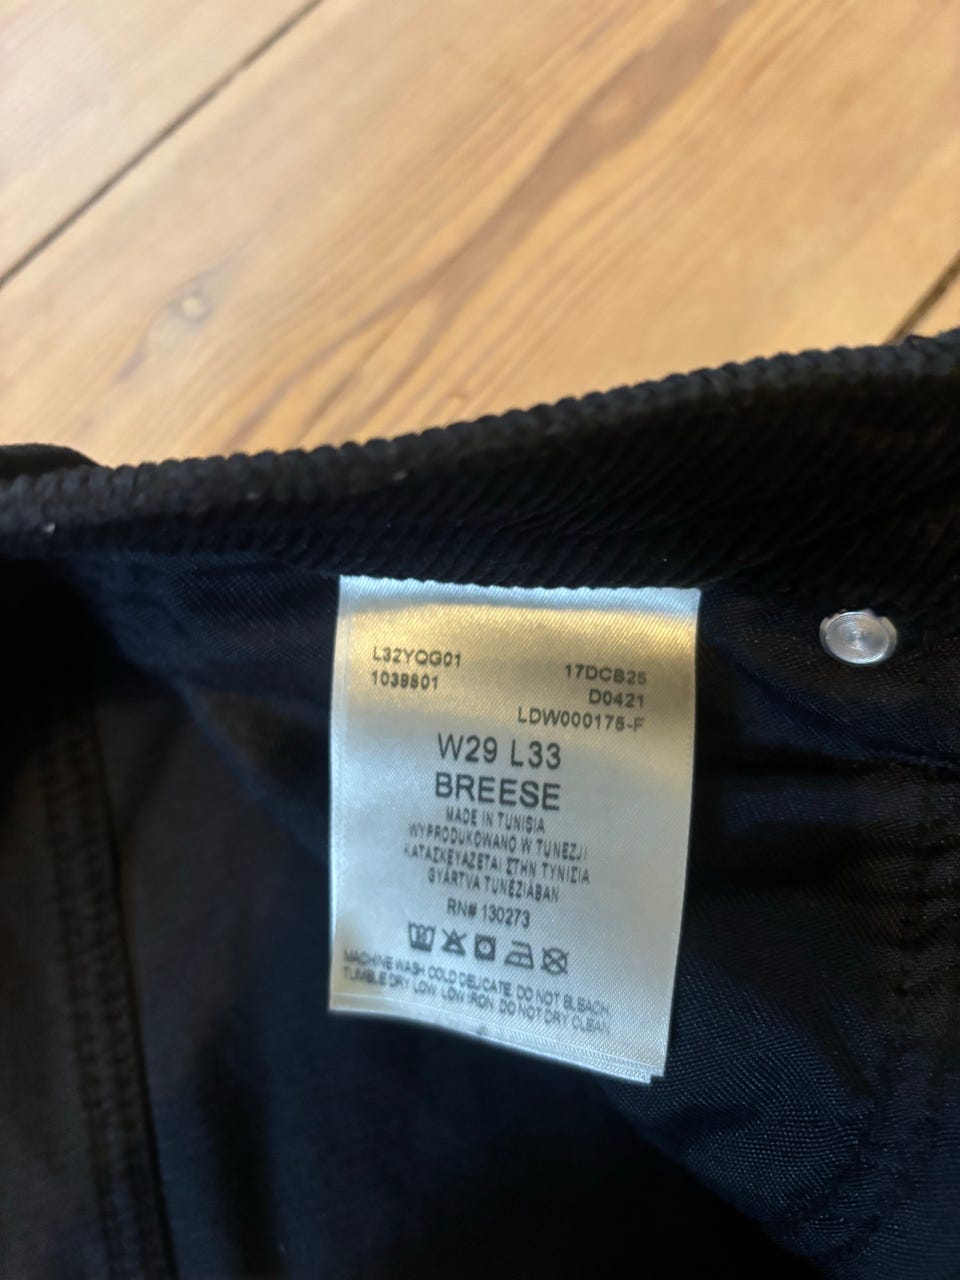 L32YQG01
1039801
17DCB25
D0421
LDW000175-F
W29 L33
BREESE
MADE IN TUNISIA
WYPRODUKOWANO W TUNEZJI
ΚΑΤΑΣΚΕΥΑΖΕΤΑΙ ΣΤΗΝ ΤΥΝΙΣΙΑ
GYÁRTVA TUNÉZIÁBAN
RN# 130273
MACHINE WASH COLD DELICATE, DO NOT BLEACH
TUMBLE DRY LOW, LOW IRON, DO NOT DRY CLEAN